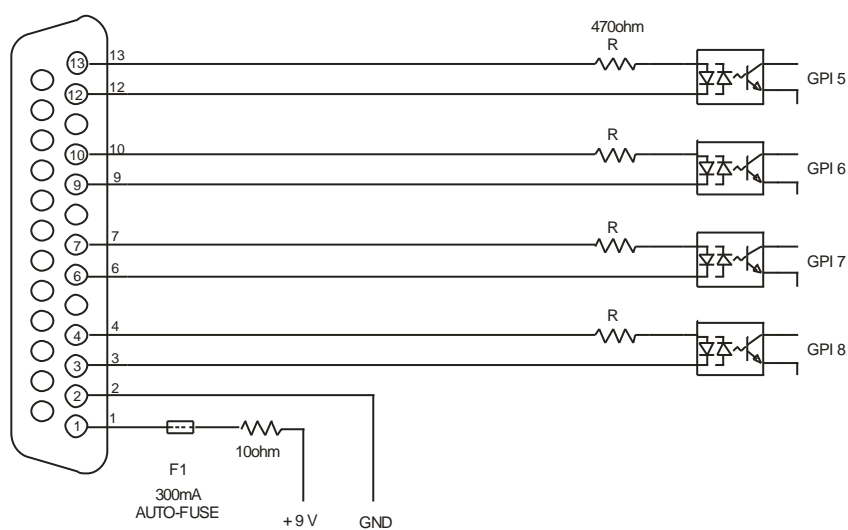 470ohm
R
13 13
GPI 5
12 12
R
10 10
GPI 6
9 9
R
7 7
GPI 7
6 6
R
4 4
GPI 8
3 3
2 2
1 1
10ohm
F1
300mA
AUTO-FUSE
+9 V
GND